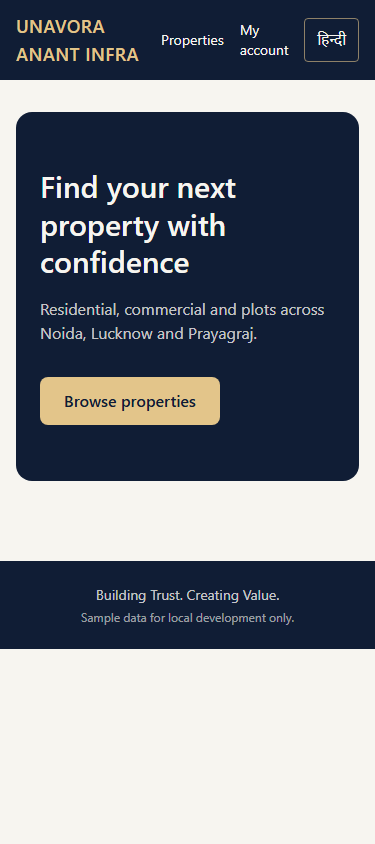 UNAVORA
ANANT INFRA
Properties
My
account
हिन्दी
Find your next
property with
confidence
Residential, commercial and plots across
Noida, Lucknow and Prayagraj.
Browse properties
Building Trust. Creating Value.
Sample data for local development only.